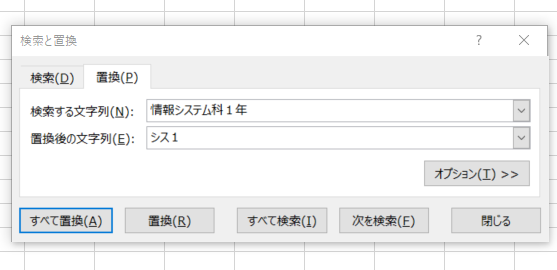 検索と置換
検索(D) 置換(P)
検索する文字列(N): 情報システム科１年
置換後の文字列(E): シス１
オプション(T) >>
すべて置換(A) 置換(R) すべて検索(I) 次を検索(F) 閉じる